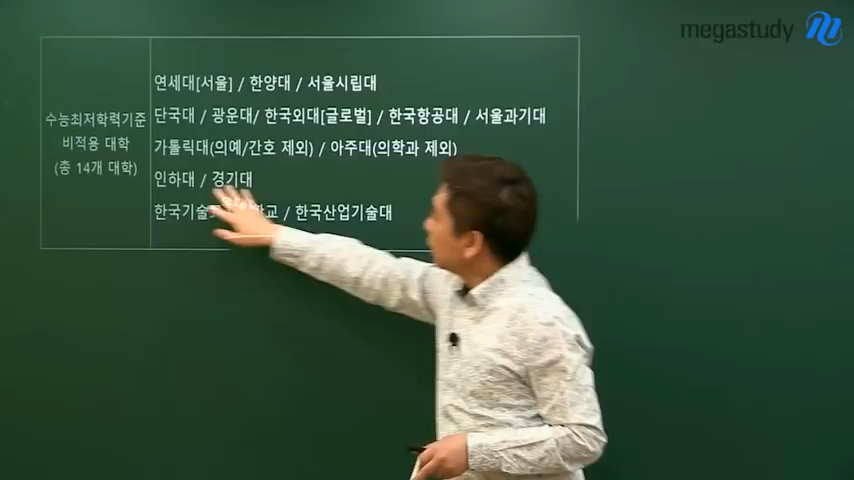 megastudy
수능최저학력기준
비적용 대학
(총 14개 대학)
연세대[서울] / 한양대 / 서울시립대
단국대 / 광운대/ 한국외대[글로벌] / 한국항공대 / 서울과기대
가톨릭대(의예/간호 제외) / 아주대(의학과 제외)
인하대 / 경기대
한국기술 교 / 한국산업기술대